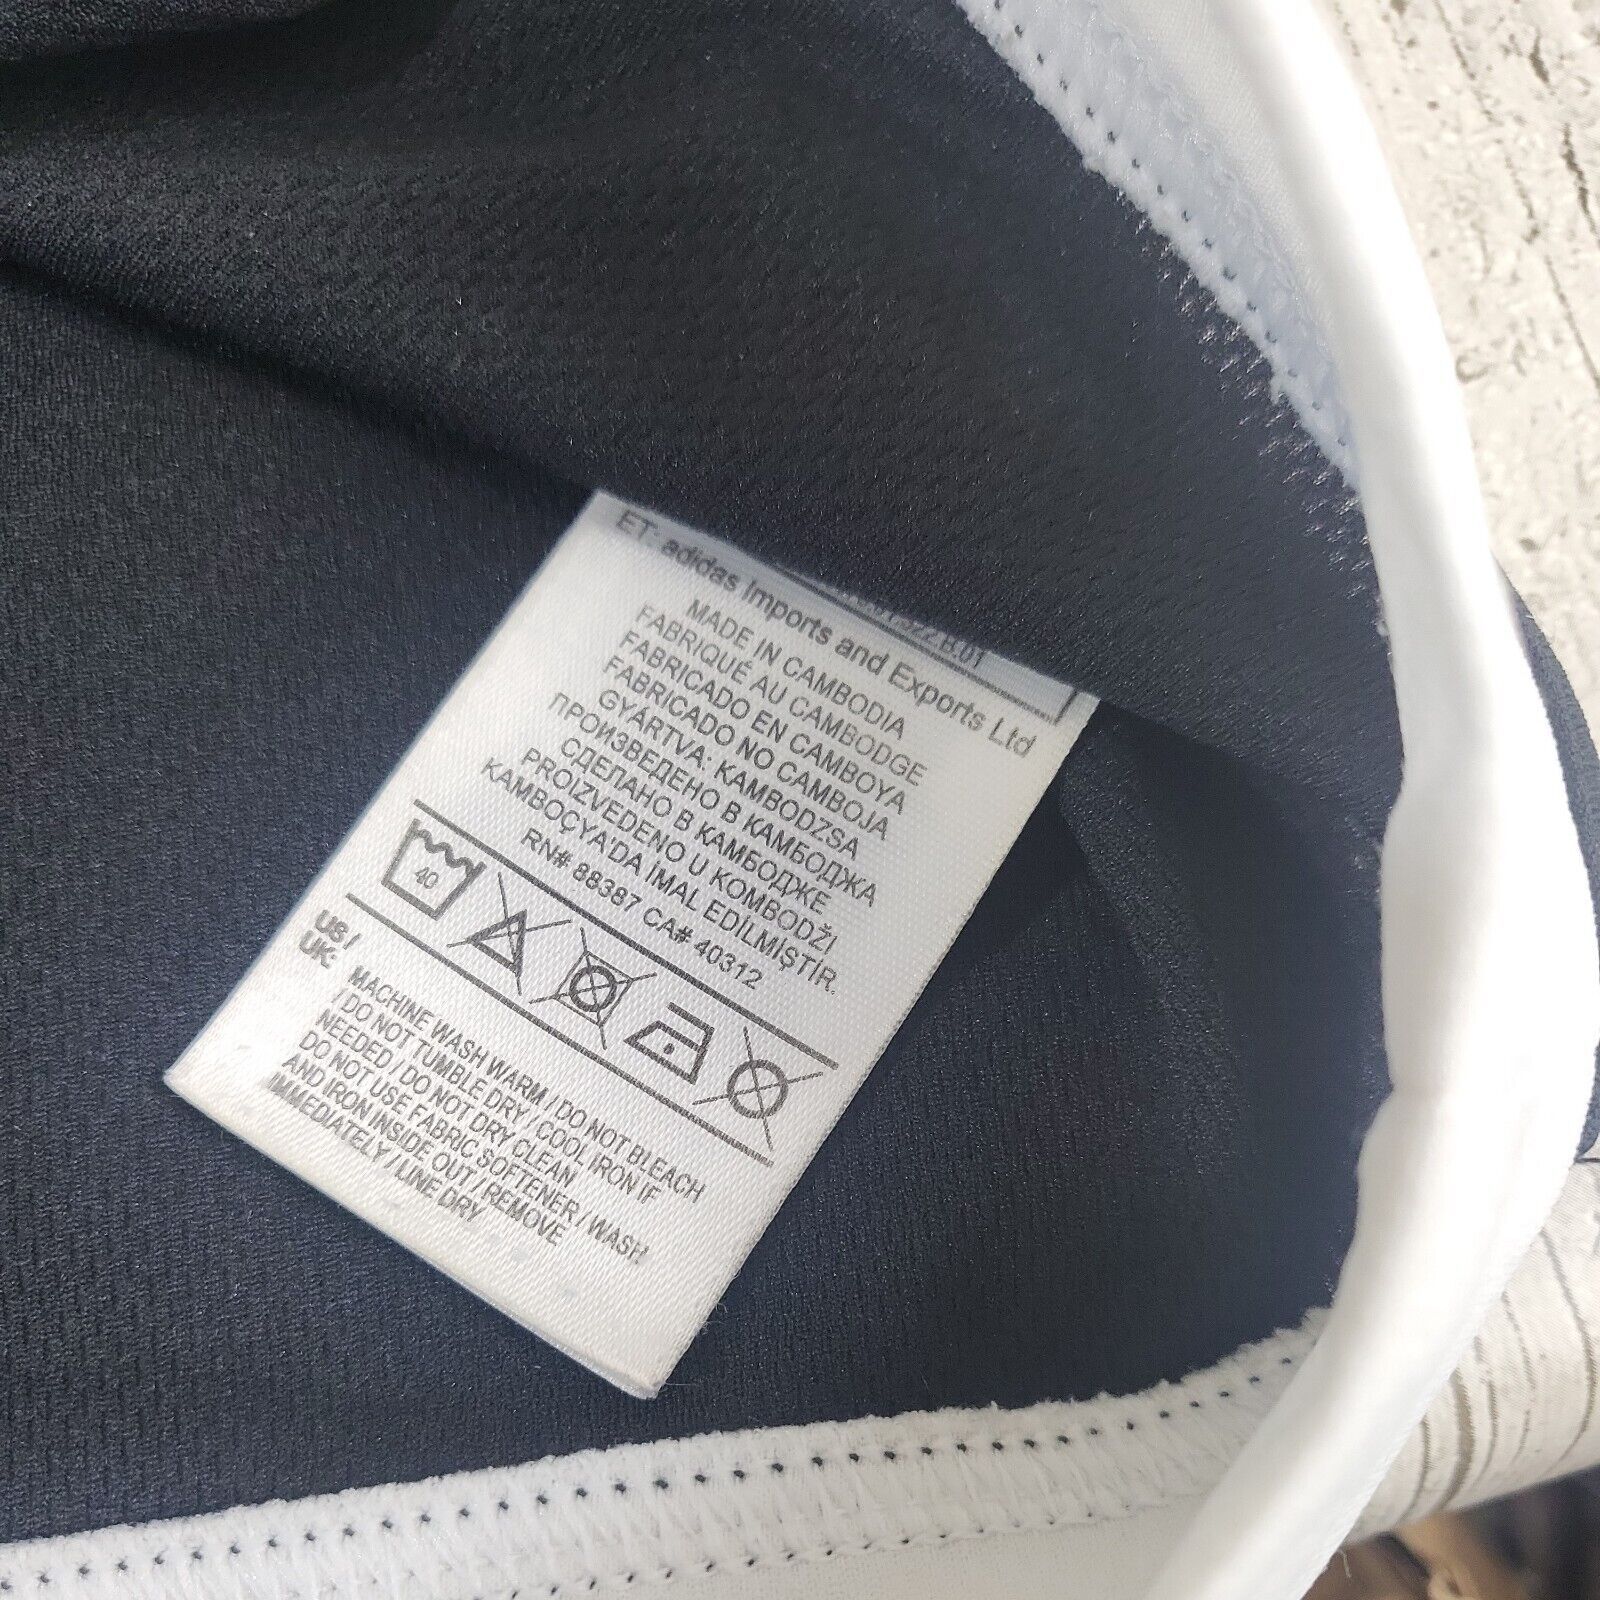 ET: adidas Imports and Exports Ltd
MADE IN CAMBODIA
FABRIQUÉ AU CAMBODGE
FABRICADO EN CAMBOYA
FABRICADO NO CAMBOJA
GYÁRTVA: KAMBODZSA
ПРОИЗВЕДЕНО В КАМБОДЖА
СДЕЛАНО В КАМБОДЖЕ
PROIZVEDENO U KOMBODŽI
KAMBOÇYA'DA İMAL EDİLMİŞTİR.
RN# 88387 CA# 40312
40
US /
UK:
MACHINE WASH WARM / DO NOT BLEACH
/ DO NOT TUMBLE DRY / COOL IRON IF
NEEDED / DO NOT DRY CLEAN
DO NOT USE FABRIC SOFTENER / WASH
AND IRON INSIDE OUT / REMOVE
IMMEDIATELY / LINE DRY